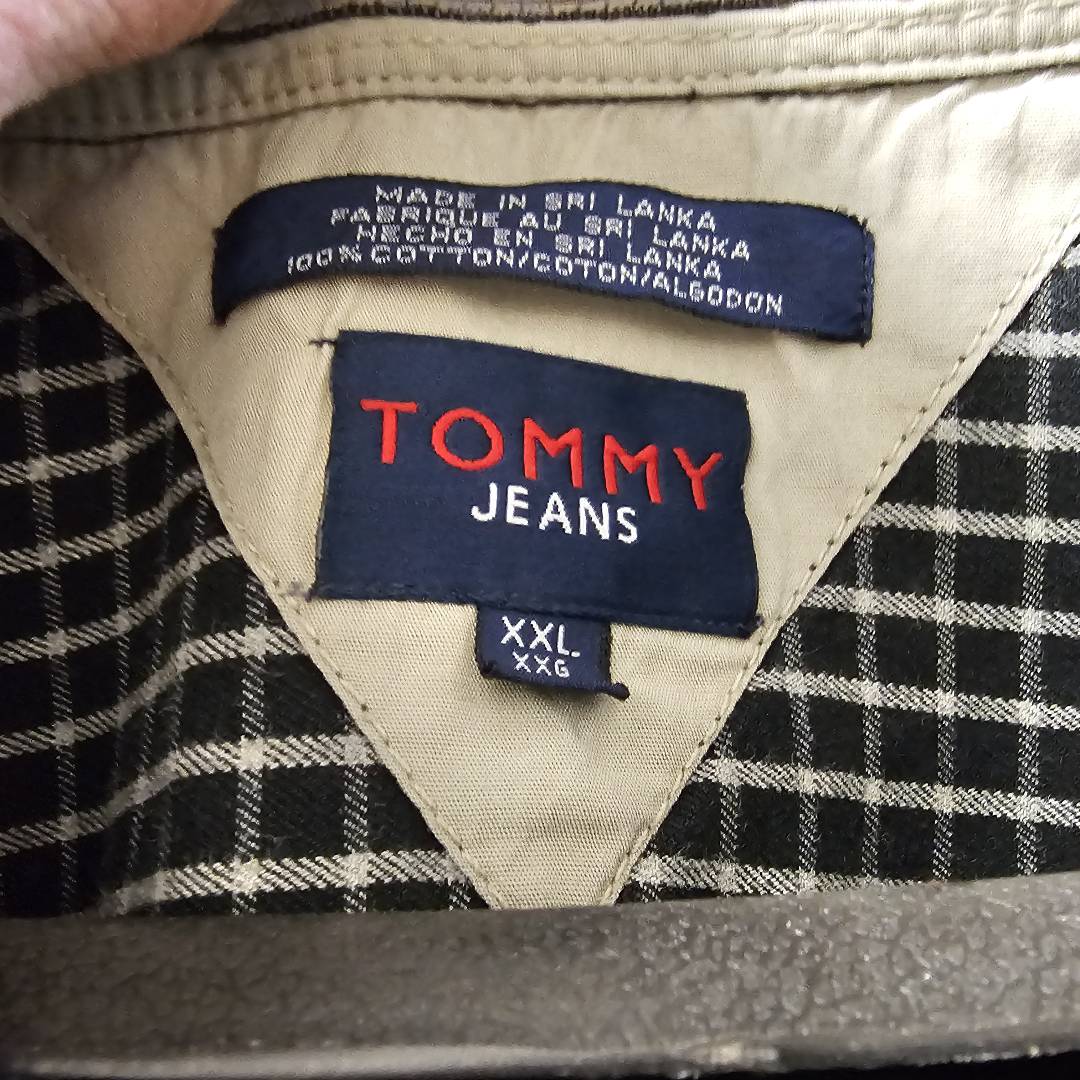 MADE IN SRI LANKA
FABRIQUE AU SRI LANKA
HECHO EN SRI LANKA
100% COTTON/COTON/ALGODON
TOMMY
JEANS
XXL
XXG